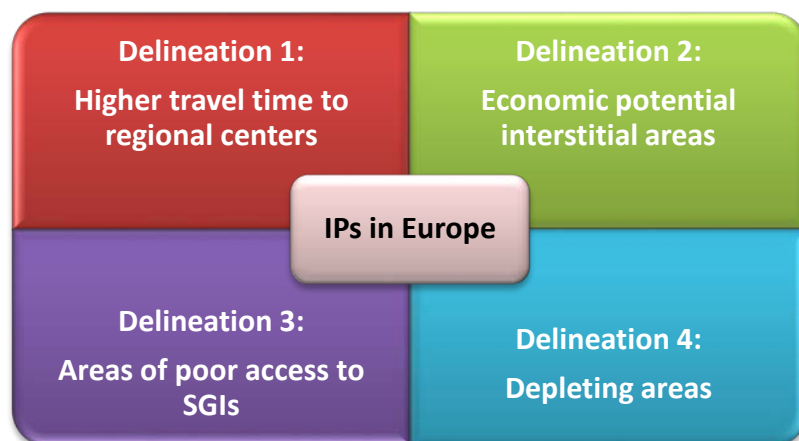 Delineation 1:
Higher travel time to
regional centers
Delineation 2:
Economic potential
interstitial areas
IPs in Europe
Delineation 3:
Areas of poor access to
SGIs
Delineation 4:
Depleting areas